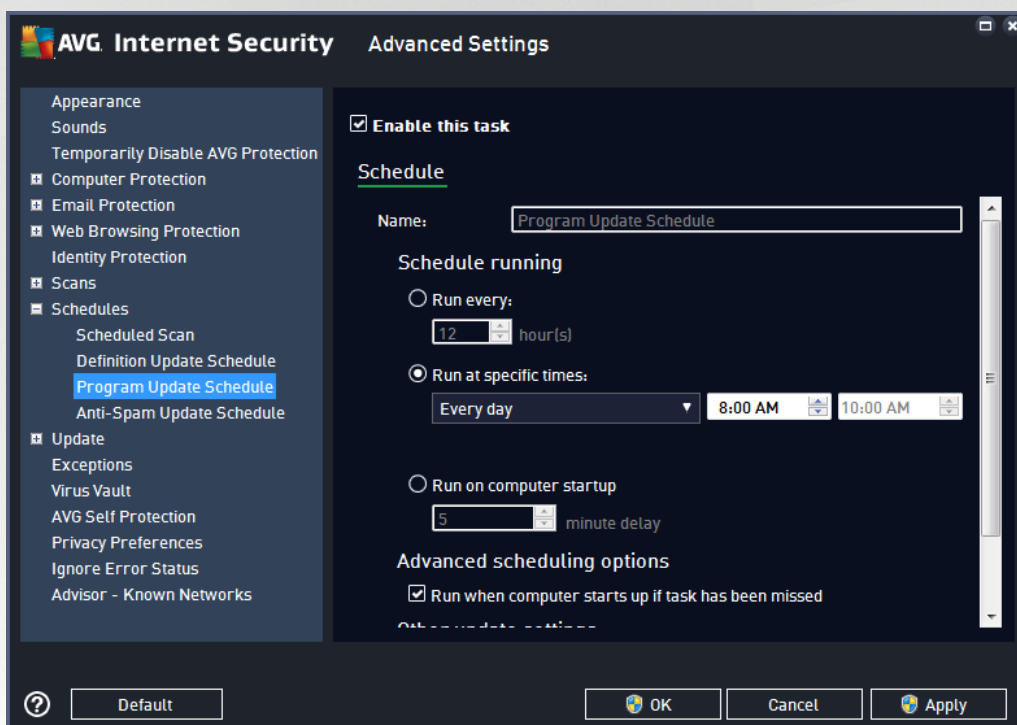 AVG. Internet Security Advanced Settings
Appearance
Sounds
Temporarily Disable AVG Protection
Computer Protection
Email Protection
Web Browsing Protection
Identity Protection
Scans
Schedules
Scheduled Scan
Definition Update Schedule
Program Update Schedule
Anti-Spam Update Schedule
Update
Exceptions
Virus Vault
AVG Self Protection
Privacy Preferences
Ignore Error Status
Advisor - Known Networks
Enable this task
Schedule
Name: Program Update Schedule
Schedule running
Run every:
12 hour(s)
Run at specific times:
Every day 8:00 AM 10:00 AM
Run on computer startup
5 minute delay
Advanced scheduling options
Run when computer starts up if task has been missed
Other update settings
? Default OK Cancel Apply